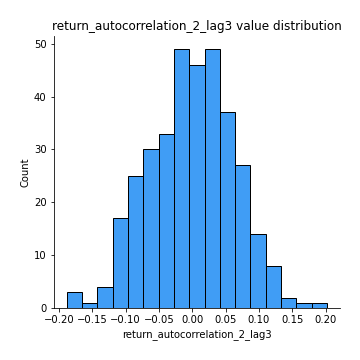 return_autocorrelation_2_lag3 value distribution
50
40
30
20
10
0
Count
−0.20 −0.15 −0.10 −0.05 0.00 0.05 0.10 0.15 0.20
return_autocorrelation_2_lag3